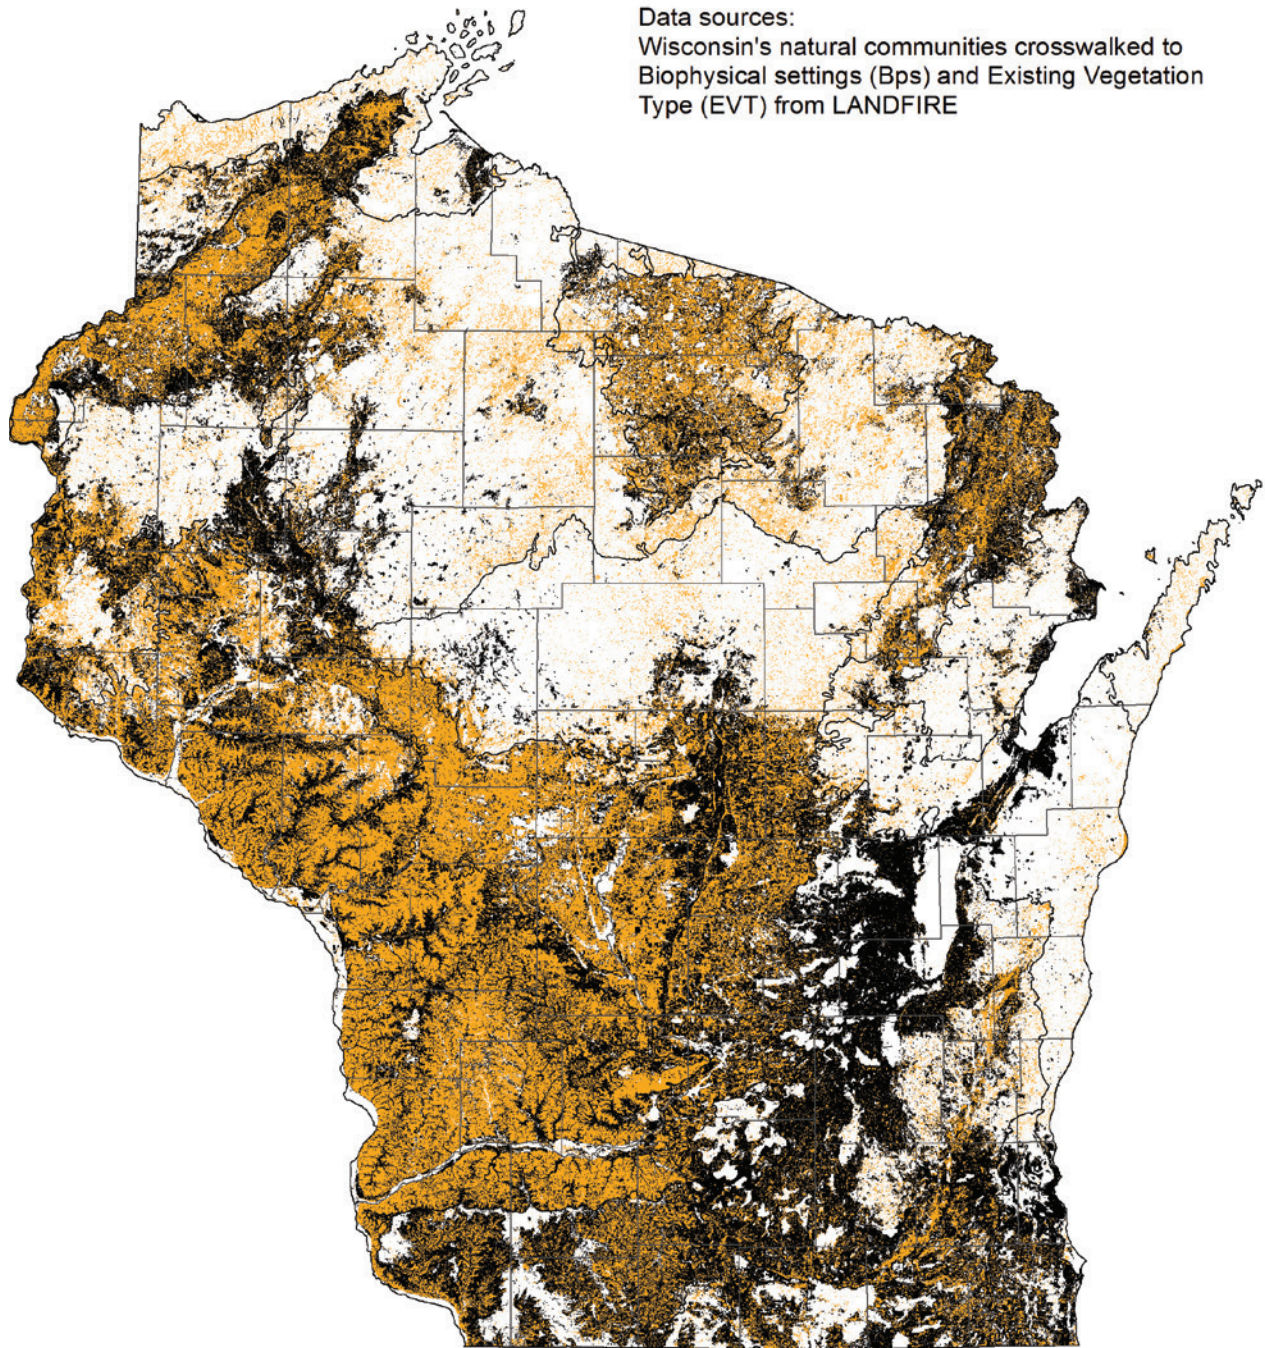 Data sources:
Wisconsin's natural communities crosswalked to
Biophysical settings (Bps) and Existing Vegetation
Type (EVT) from LANDFIRE